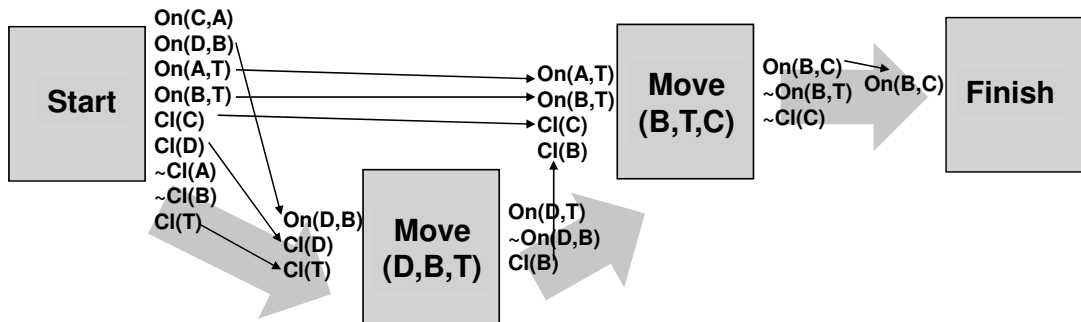 Start
On(C,A)
On(D,B)
On(A,T)
On(B,T)
Cl(C)
Cl(D)
~Cl(A)
~Cl(B)
Cl(T)
On(D,B)
Cl(D)
Cl(T)
Move
(D,B,T)
On(D,T)
~On(D,B)
Cl(B)
On(A,T)
On(B,T)
Cl(C)
Cl(B)
Move
(B,T,C)
On(B,C)
~On(B,T)
~Cl(C)
On(B,C)
Finish